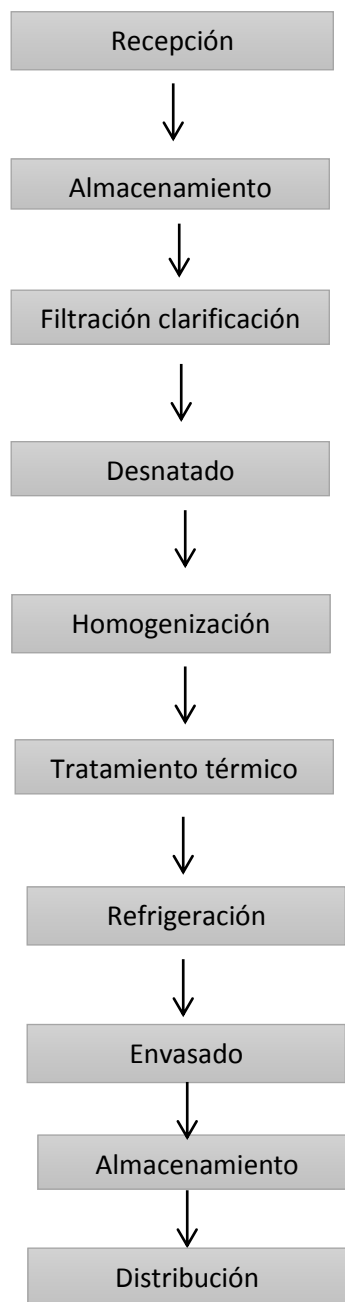 Recepción
Almacenamiento
Filtración clarificación
Desnatado
Homogenización
Tratamiento térmico
Refrigeración
Envasado
Almacenamiento
Distribución